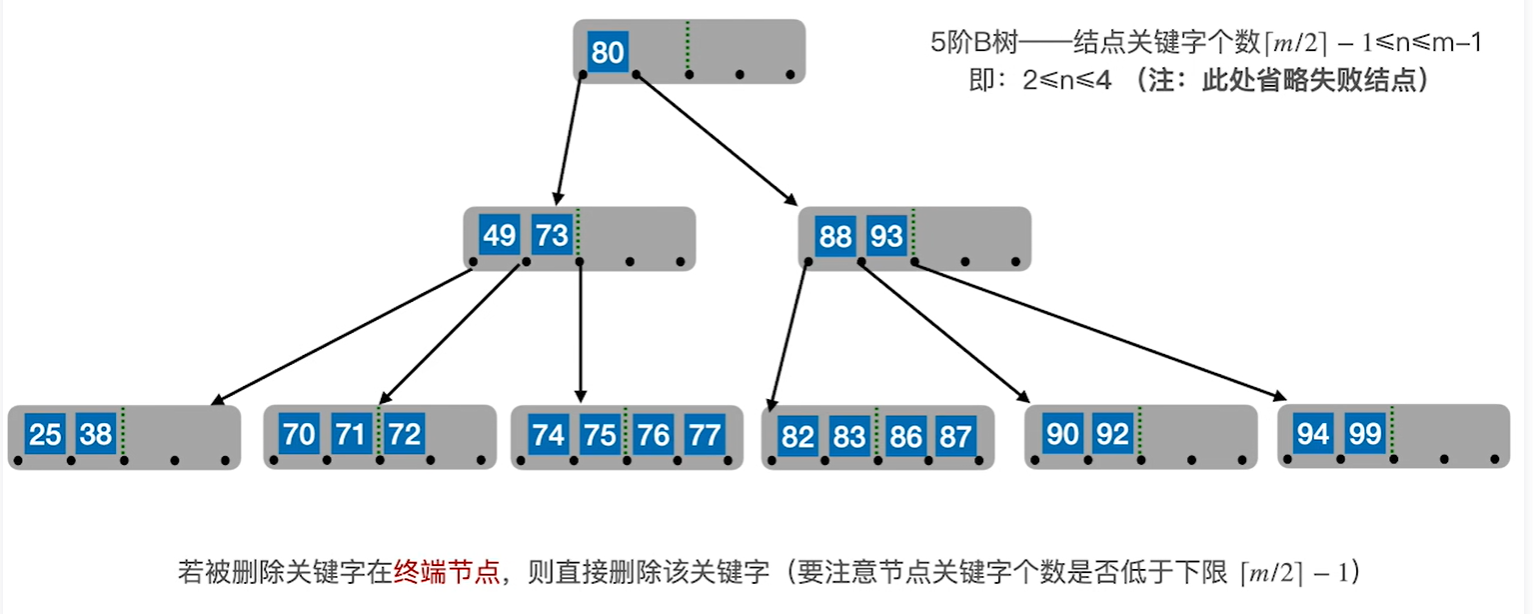 80
5阶B树——结点关键字个数⌈m/2⌉ − 1≤n≤m–1
即：2≤n≤4 （注：此处省略失败结点）
49 73
88 93
25 38
70 71 72
74 75 76 77
82 83 86 87
90 92
94 99
若被删除关键字在终端节点，则直接删除该关键字（要注意节点关键字个数是否低于下限 ⌈m/2⌉ − 1）